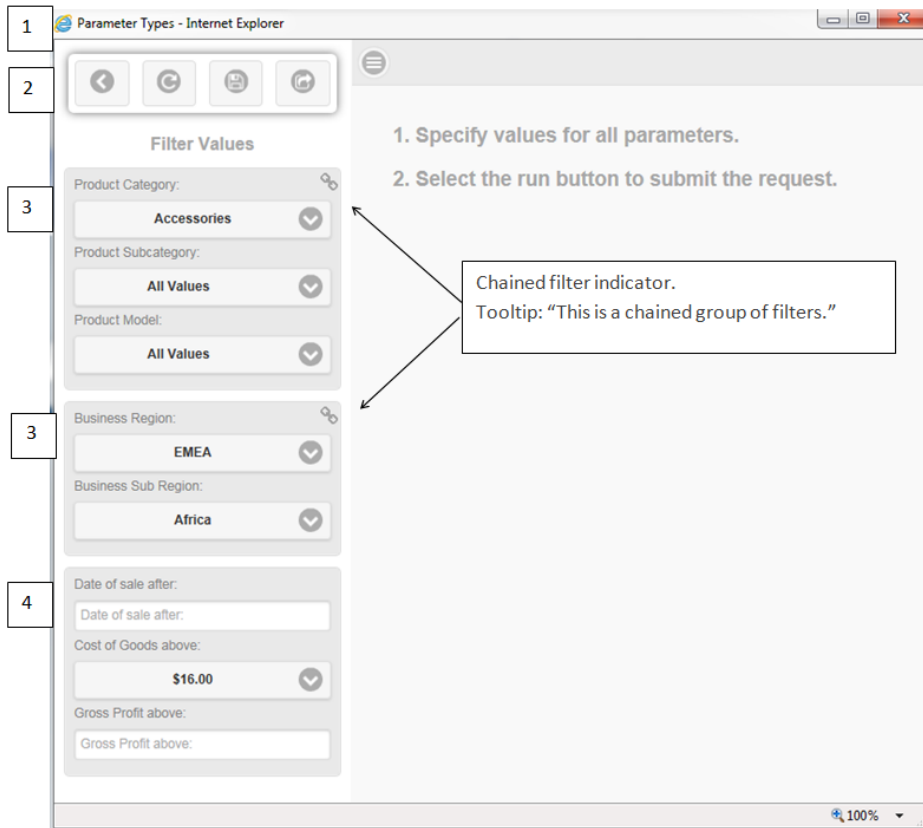 1
Parameter Types - Internet Explorer
2
Filter Values
1. Specify values for all parameters.
2. Select the run button to submit the request.
3
Product Category:
Accessories
Product Subcategory:
All Values
Product Model:
All Values
Chained filter indicator.
Tooltip: “This is a chained group of filters.”
3
Business Region:
EMEA
Business Sub Region:
Africa
4
Date of sale after:
Date of sale after:
Cost of Goods above:
$16.00
Gross Profit above:
Gross Profit above:
100%